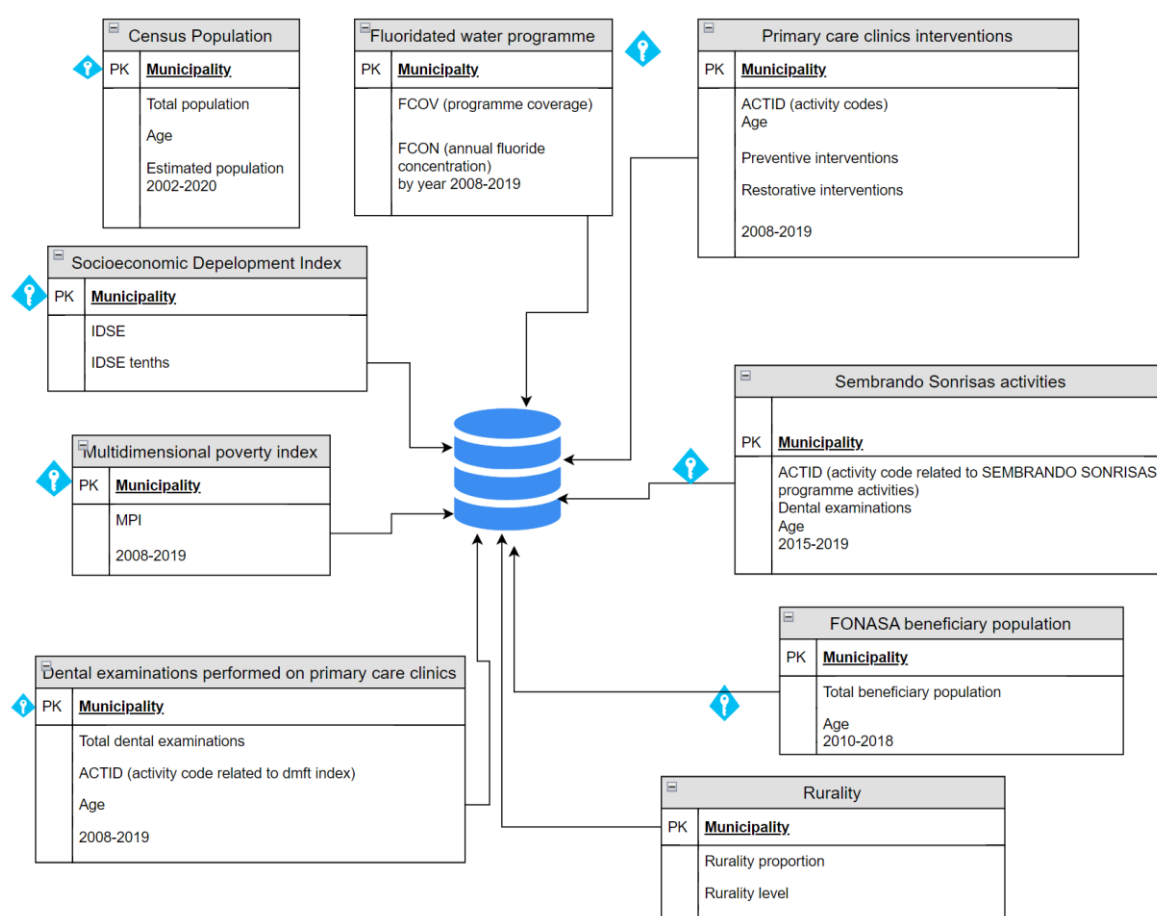 Census Population
PK Municipality
Total population
Age
Estimated population
2002-2020
Fluoridated water programme
PK Municipalty
FCOV (programme coverage)
FCON (annual fluoride
concentration)
by year 2008-2019
Primary care clinics interventions
PK Municipality
ACTID (activity codes)
Age
Preventive interventions
Restorative interventions
2008-2019
Socioeconomic Depelopment Index
PK Municipality
IDSE
IDSE tenths
Multidimensional poverty index
PK Municipality
MPI
2008-2019
Sembrando Sonrisas activities
PK Municipality
ACTID (activity code related to SEMBRANDO SONRISAS
programme activities)
Dental examinations
Age
2015-2019
FONASA beneficiary population
PK Municipality
Total beneficiary population
Age
2010-2018
Dental examinations performed on primary care clinics
PK Municipality
Total dental examinations
ACTID (activity code related to dmft index)
Age
2008-2019
Rurality
PK Municipality
Rurality proportion
Rurality level